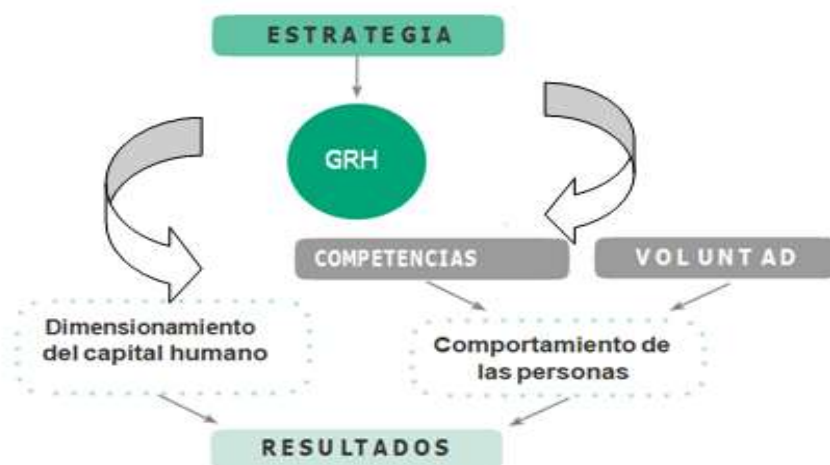 ESTRATEGIA
GRH
COMPETENCIAS
VOLUNTAD
Dimensionamiento
del capital humano
Comportamiento de
las personas
RESULTADOS